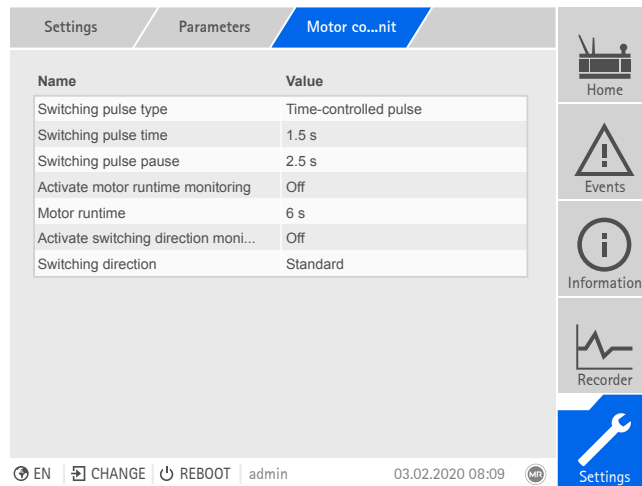 Settings Parameters Motor co...nit
Name Value
Switching pulse type Time-controlled pulse
Switching pulse time 1.5 s
Switching pulse pause 2.5 s
Activate motor runtime monitoring Off
Motor runtime 6 s
Activate switching direction moni... Off
Switching direction Standard
Home
Events
Information
Recorder
Settings
EN CHANGE REBOOT admin 03.02.2020 08:09 MR